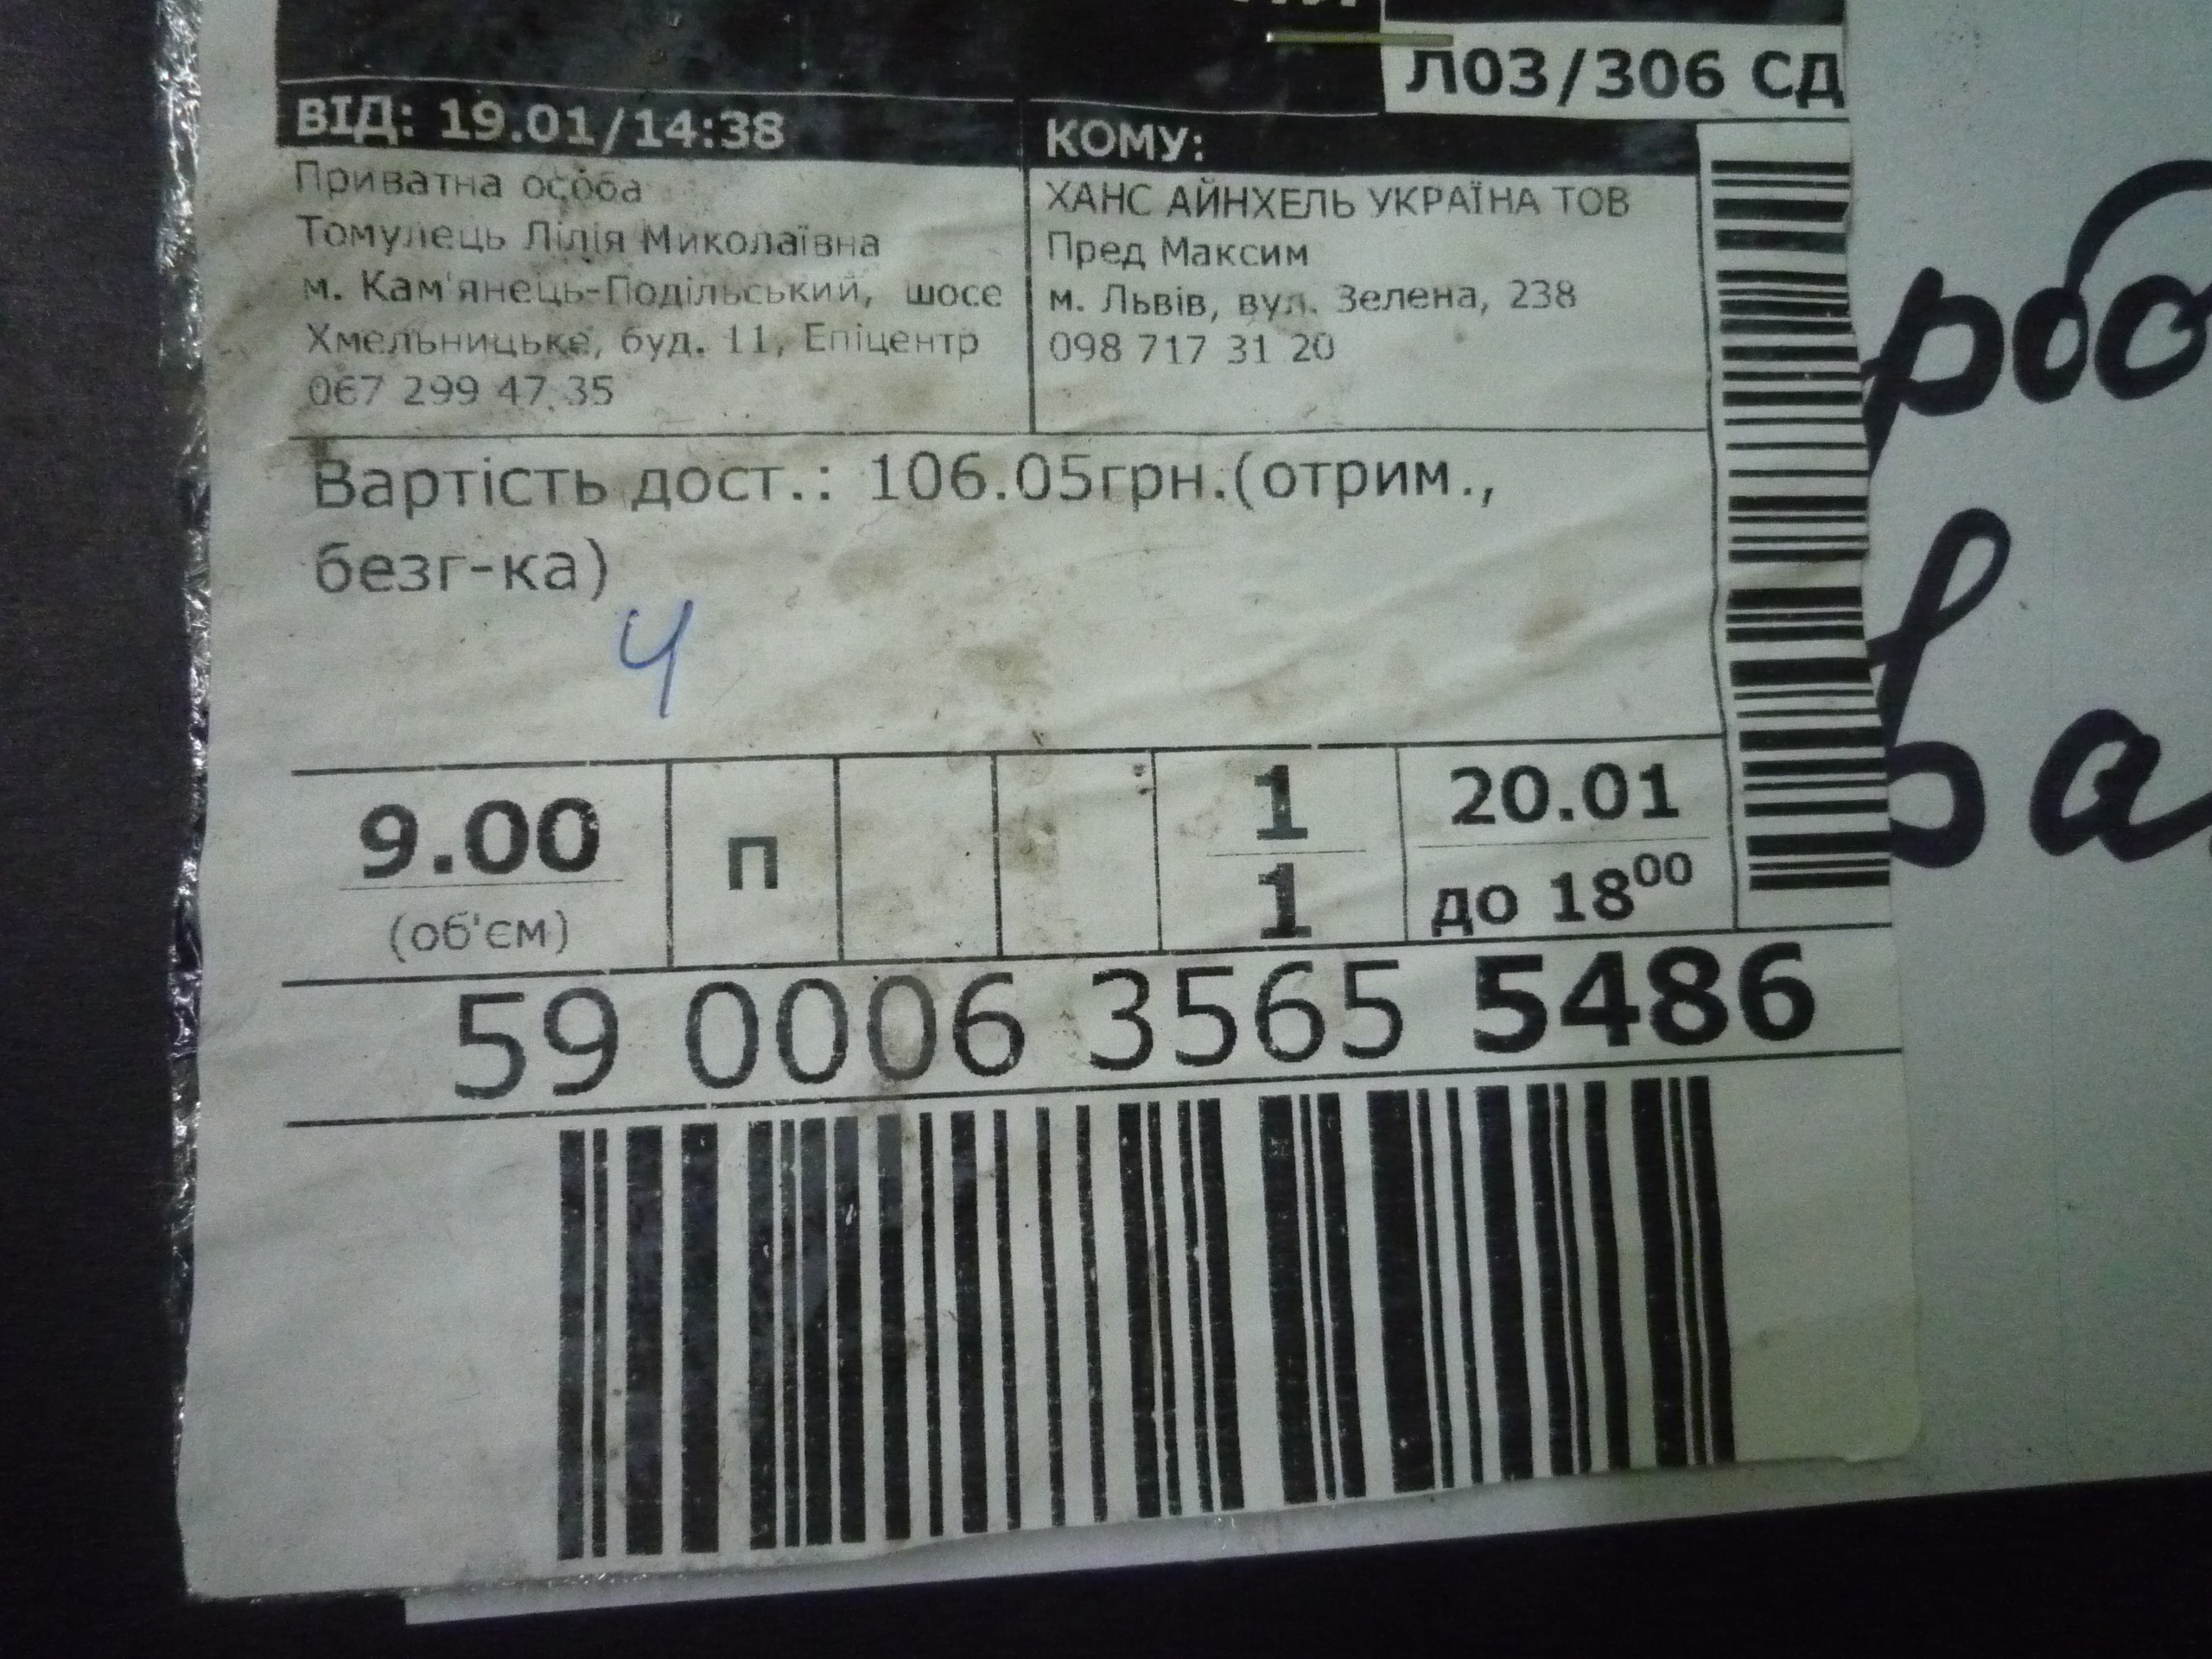 Л03/306 СД
ВІД: 19.01/14:38
Приватна особа
Томулець Лілія Миколаївна
м. Кам'янець-Подільський, шосе
Хмельницьке, буд. 11, Епіцентр
067 299 47 35
КОМУ:
ХАНС АЙНХЕЛЬ УКРАЇНА ТОВ
Пред Максим
м. Львів, вул. Зелена, 238
098 717 31 20
Вартість дост.: 106.05грн.(отрим.,
безг-ка)
Ч
9.00
(об'єм)
п
1
1
20.01
до 18⁰⁰
59 0006 3565 5486